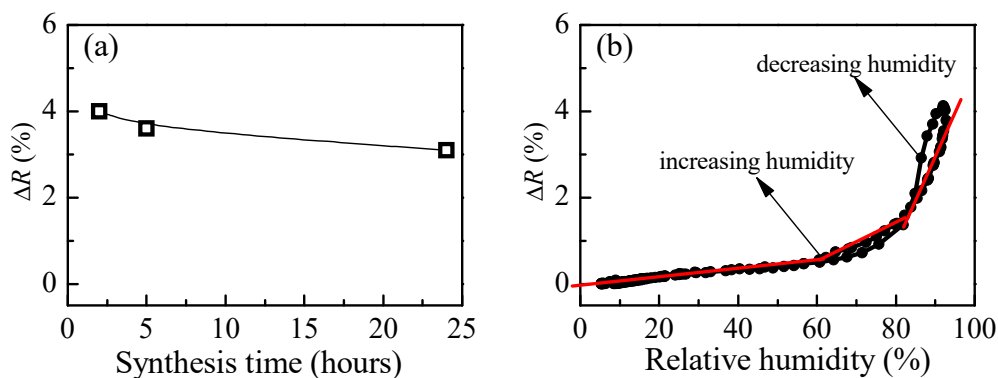 (a)
6
4
2
0
ΔR (%)
0 5 10 15 20 25
Synthesis time (hours)
(b)
decreasing humidity
increasing humidity
6
4
2
0
ΔR (%)
0 20 40 60 80 100
Relative humidity (%)